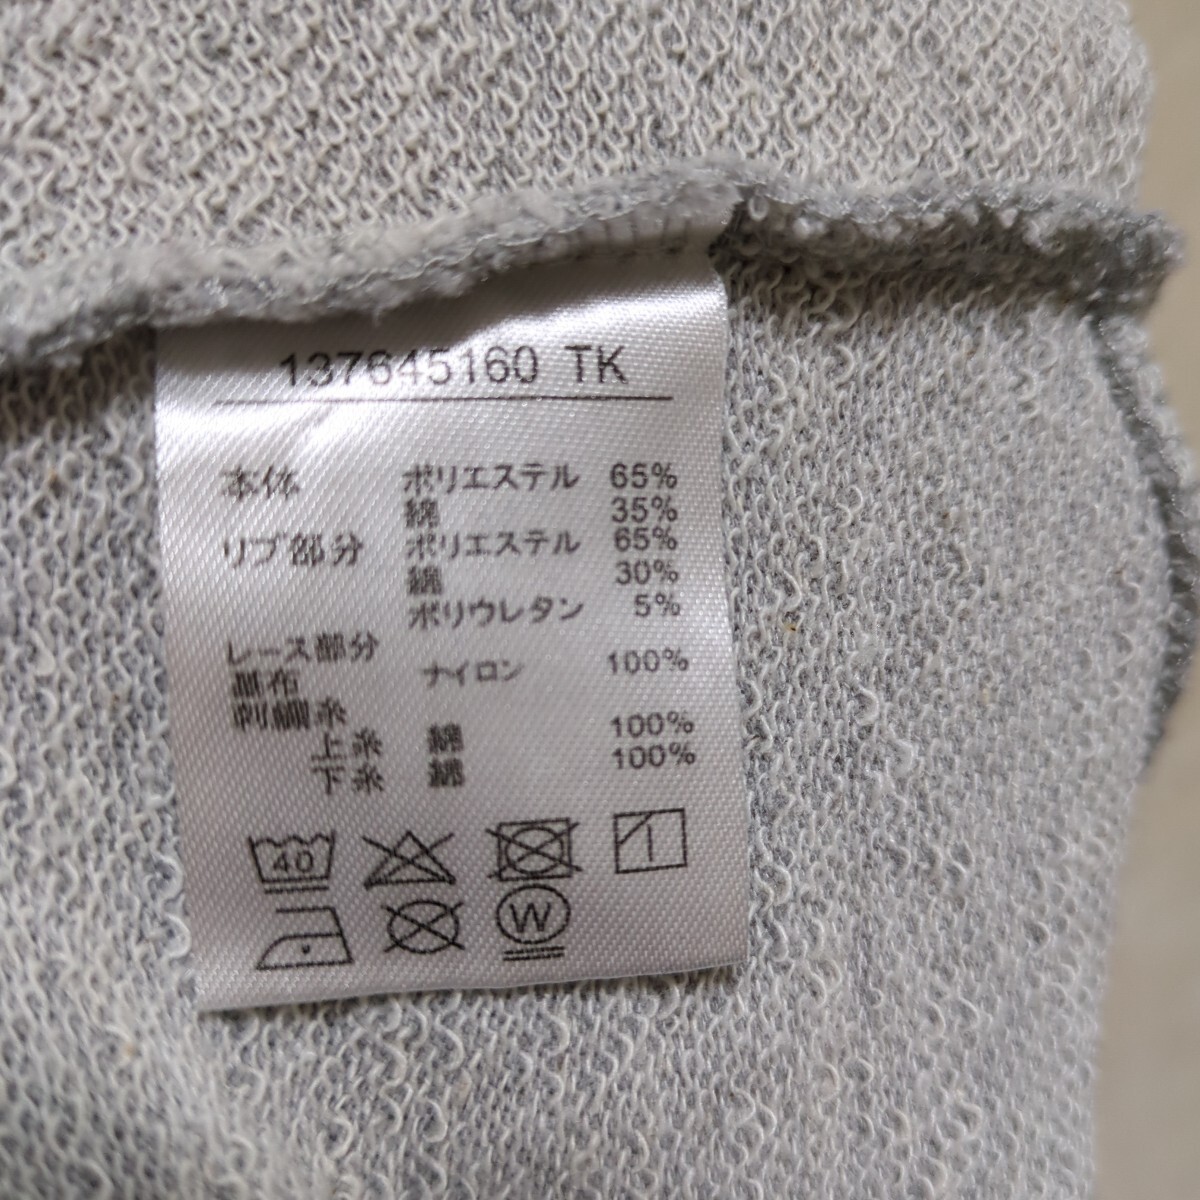 137645160 TK
本体 ポリエステル 65%
綿 35%
リブ部分 ポリエステル 65%
綿 30%
ポリウレタン 5%
レース部分
基布 ナイロン 100%
刺繍糸
上糸 綿 100%
下糸 綿 100%
40
W